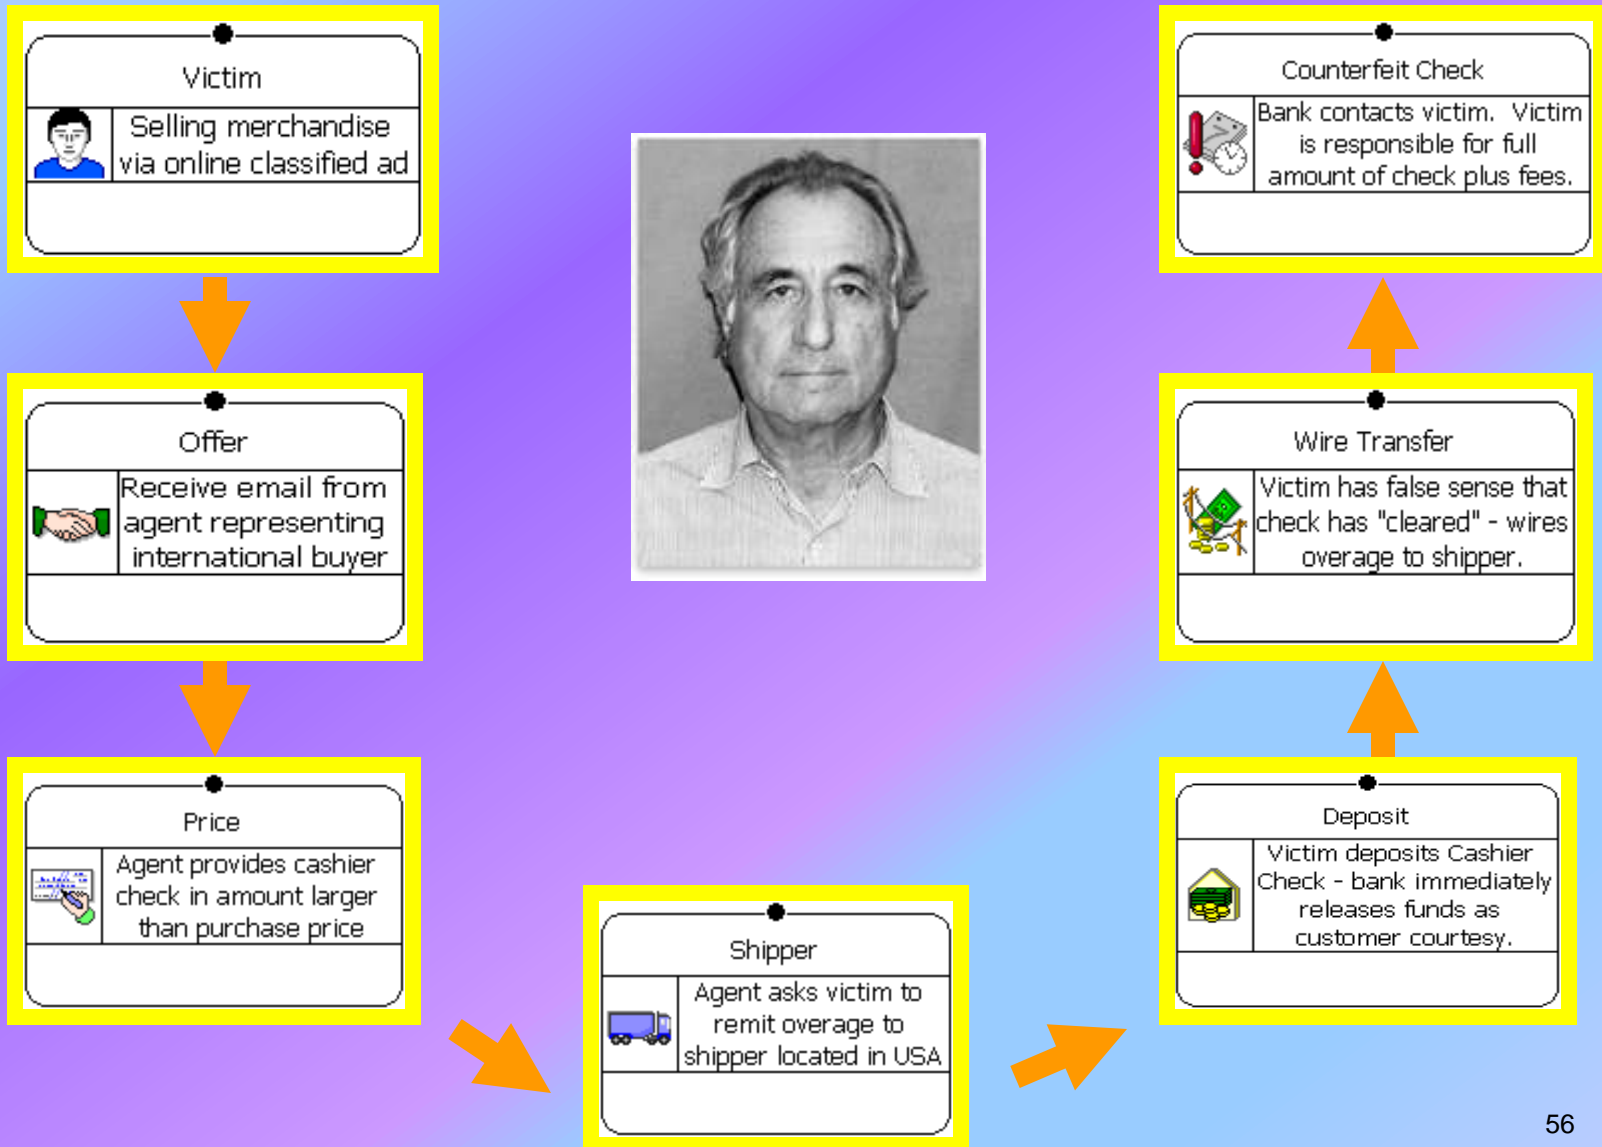 Victim
Selling merchandise
via online classified ad
Offer
Receive email from
agent representing
international buyer
Price
Agent provides cashier
check in amount larger
than purchase price
Shipper
Agent asks victim to
remit overage to
shipper located in USA
Deposit
Victim deposits Cashier
Check - bank immediately
releases funds as
customer courtesy.
Wire Transfer
Victim has false sense that
check has "cleared" - wires
overage to shipper.
Counterfeit Check
Bank contacts victim.  Victim
is responsible for full
amount of check plus fees.
56